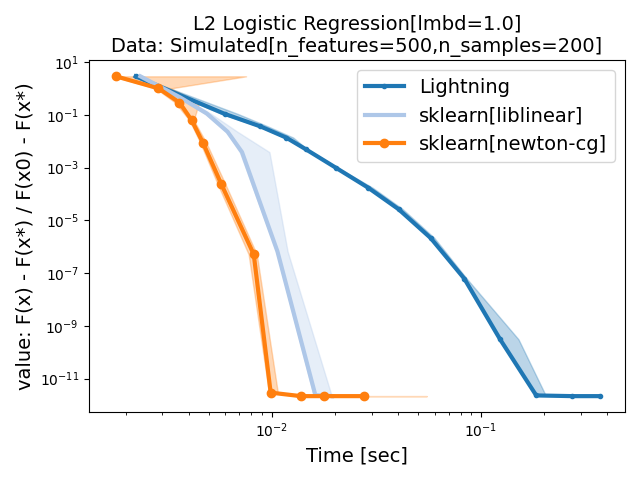 L2 Logistic Regression[lmbd=1.0]
Data: Simulated[n_features=500,n_samples=200]
value: F(x) - F(x*) / F(x0) - F(x*)
10¹
10⁻¹
10⁻³
10⁻⁵
10⁻⁷
10⁻⁹
10⁻¹¹
Lightning
sklearn[liblinear]
sklearn[newton-cg]
10⁻²
10⁻¹
Time [sec]